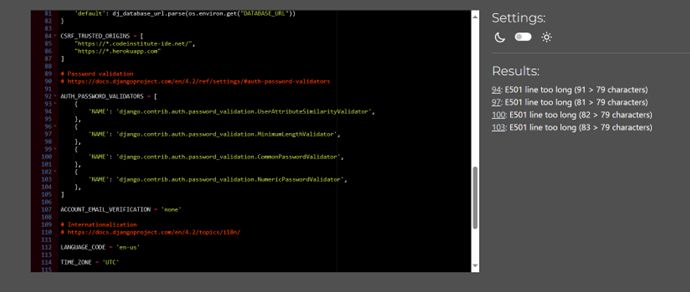 81 'default': dj_database_url.parse(os.environ.get("DATABASE_URL"))
82 }
83
84 CSRF_TRUSTED_ORIGINS = [
85 "https://*.codeinstitute-ide.net/",
86 "https://*.herokuapp.com"
87 ]
88
89 # Password validation
90 # https://docs.djangoproject.com/en/4.2/ref/settings/#auth-password-validators
91
92 AUTH_PASSWORD_VALIDATORS = [
93 {
94 'NAME': 'django.contrib.auth.password_validation.UserAttributeSimilarityValidator',
95 },
96 {
97 'NAME': 'django.contrib.auth.password_validation.MinimumLengthValidator',
98 },
99 {
100 'NAME': 'django.contrib.auth.password_validation.CommonPasswordValidator',
101 },
102 {
103 'NAME': 'django.contrib.auth.password_validation.NumericPasswordValidator',
104 },
105 ]
106
107 ACCOUNT_EMAIL_VERIFICATION = 'none'
108
109 # Internationalization
110 # https://docs.djangoproject.com/en/4.2/topics/i18n/
111
112 LANGUAGE_CODE = 'en-us'
113
114 TIME_ZONE = 'UTC'
115
Settings:
Results:
94: E501 line too long (91 > 79 characters)
97: E501 line too long (81 > 79 characters)
100: E501 line too long (82 > 79 characters)
103: E501 line too long (83 > 79 characters)